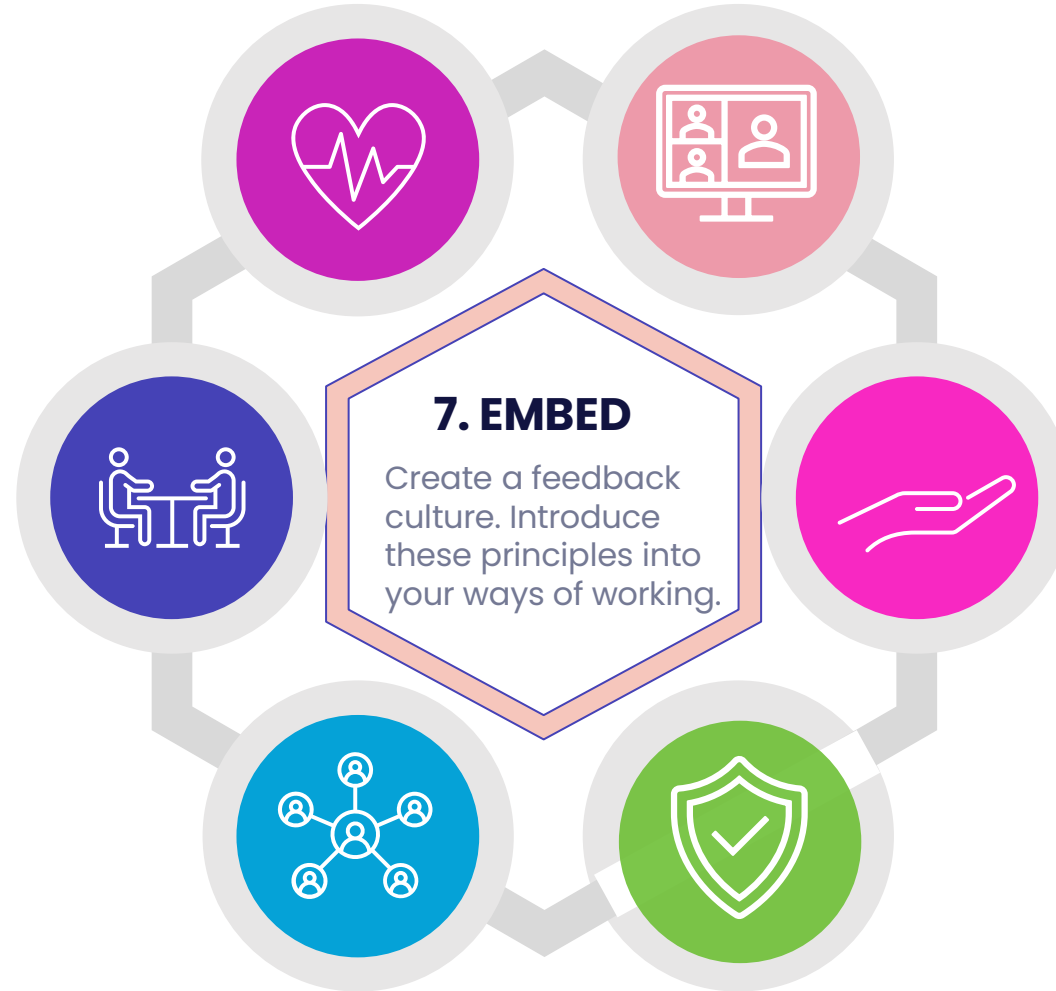 7. EMBED
Create a feedback
culture. Introduce
these principles into
your ways of working.